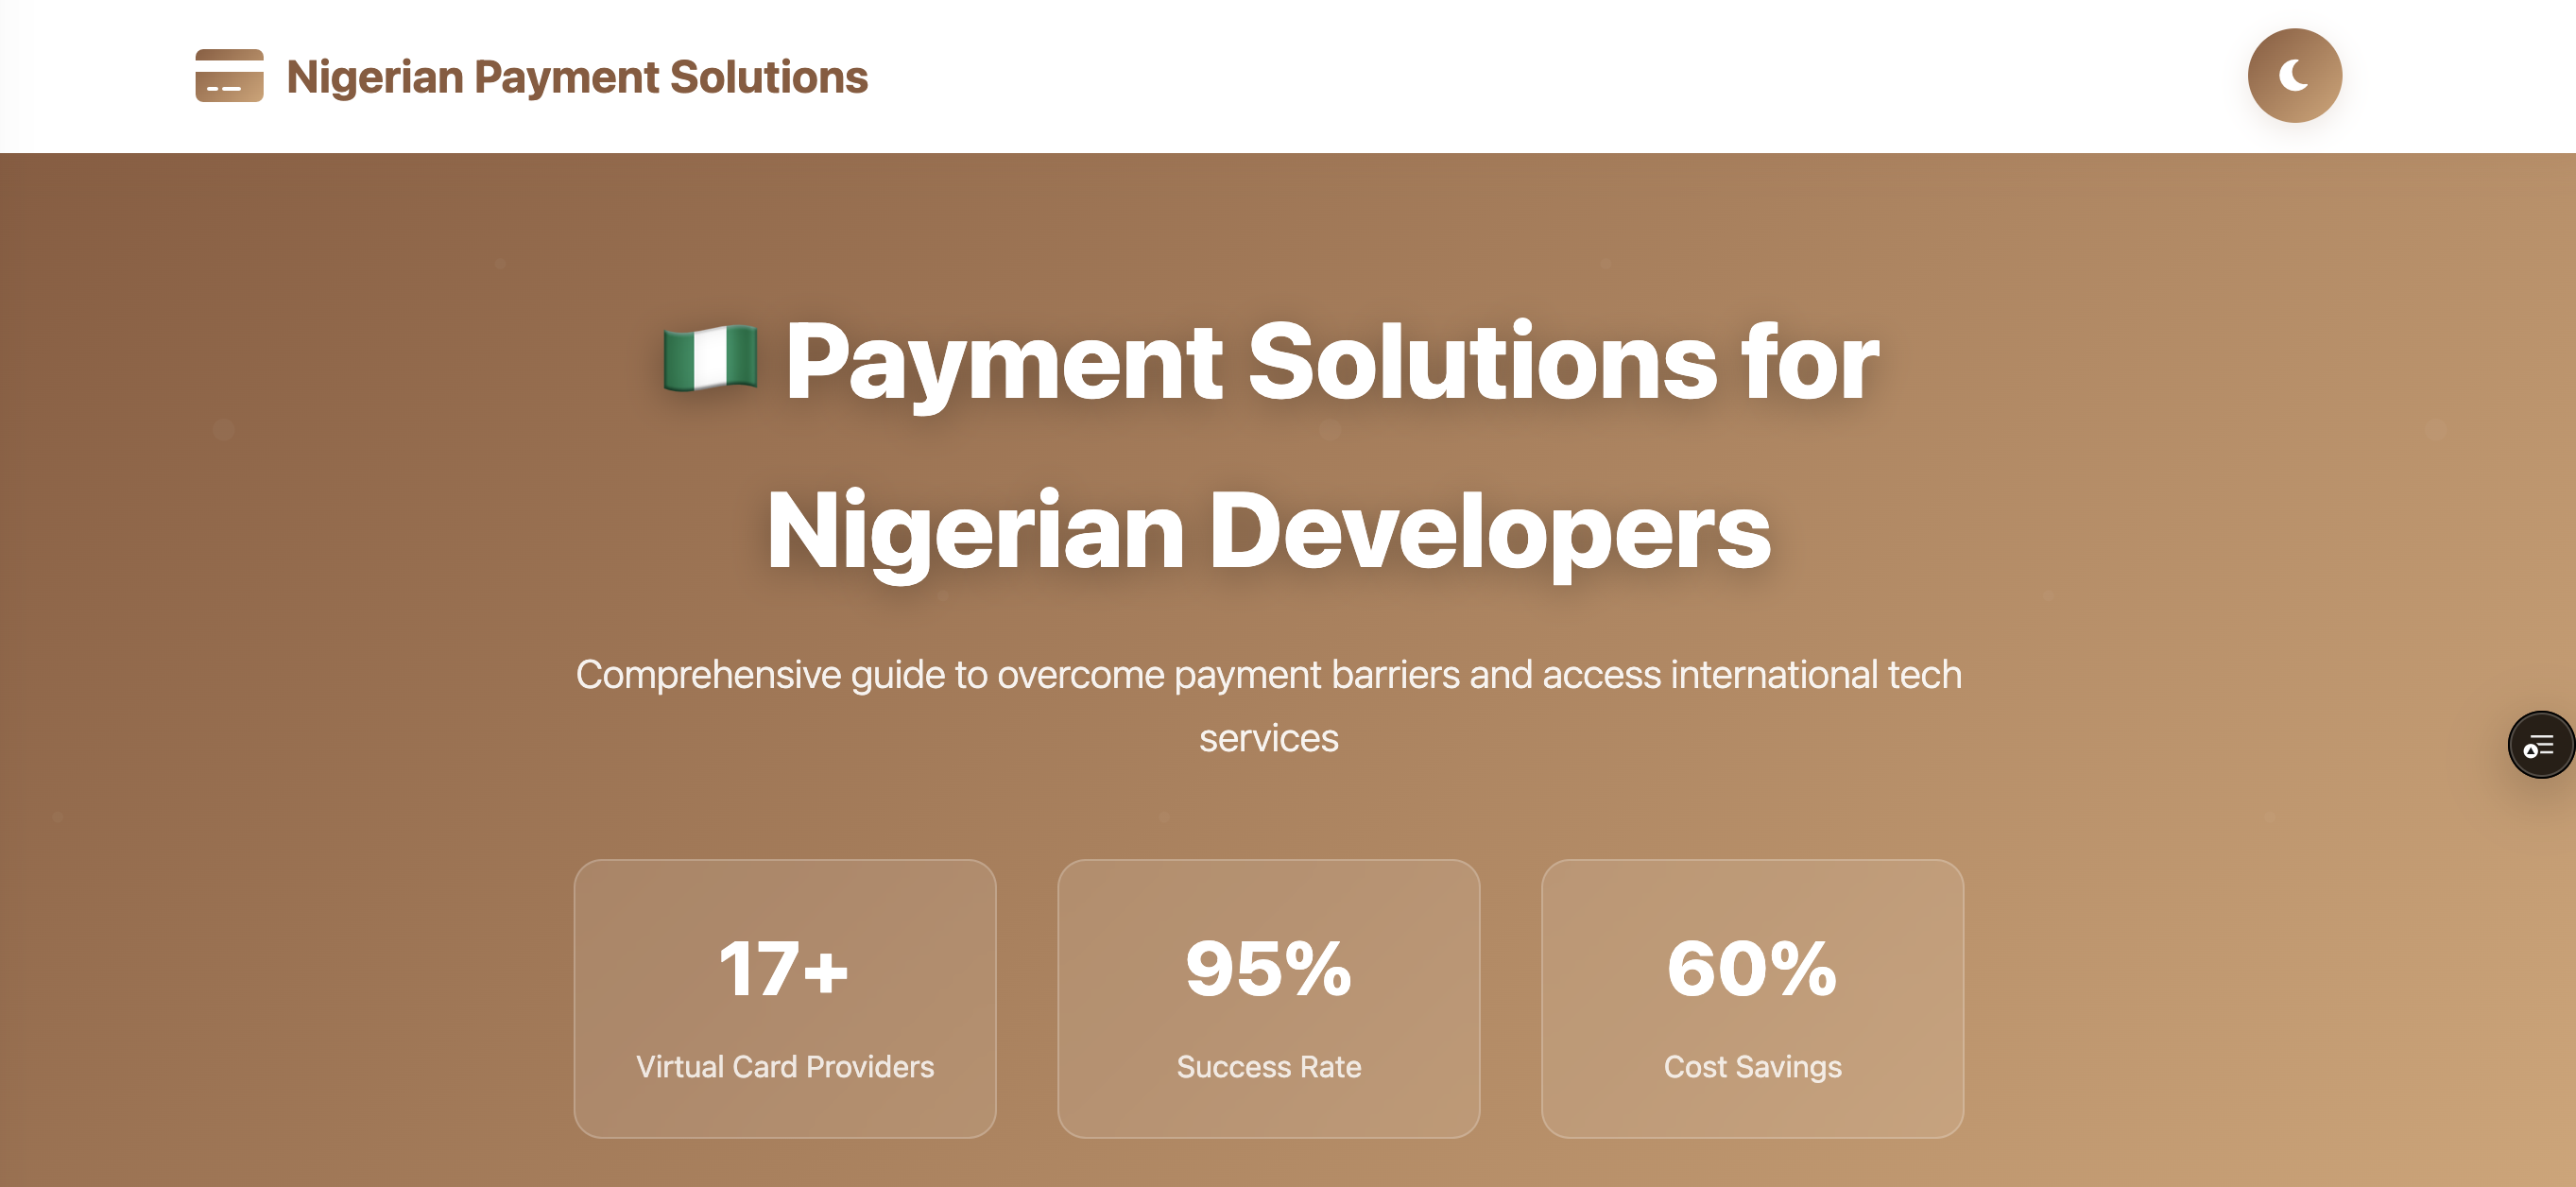 Nigerian Payment Solutions
🇳🇬 Payment Solutions for
Nigerian Developers
Comprehensive guide to overcome payment barriers and access international tech
services
17+
Virtual Card Providers
95%
Success Rate
60%
Cost Savings